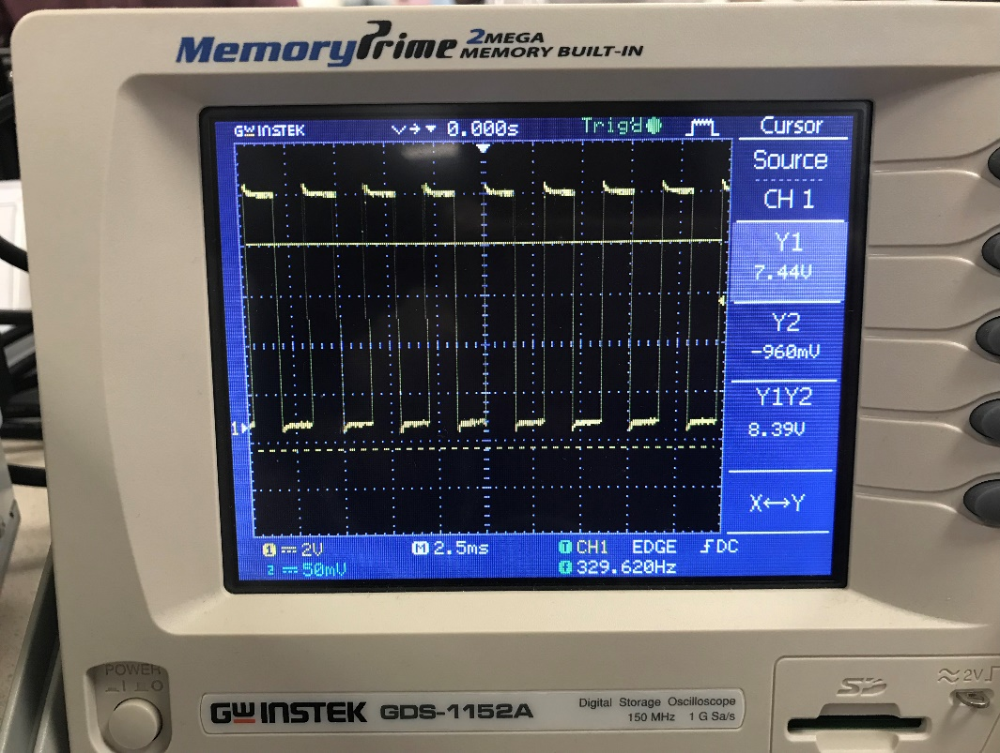 MemoryPrime 2MEGA
MEMORY BUILT-IN
GW INSTEK 0.000s Trig'd Cursor
Source
CH 1
Y1
7.44V
Y2
-960mV
Y1Y2
8.39V
X↔Y
1
1 2V M 2.5ms T CH1 EDGE DC
2 50mV f 329.620Hz
POWER
I O
GW INSTEK GDS-1152A Digital Storage Oscilloscope
150 MHz 1 G Sa/s
SD
≈ 2V